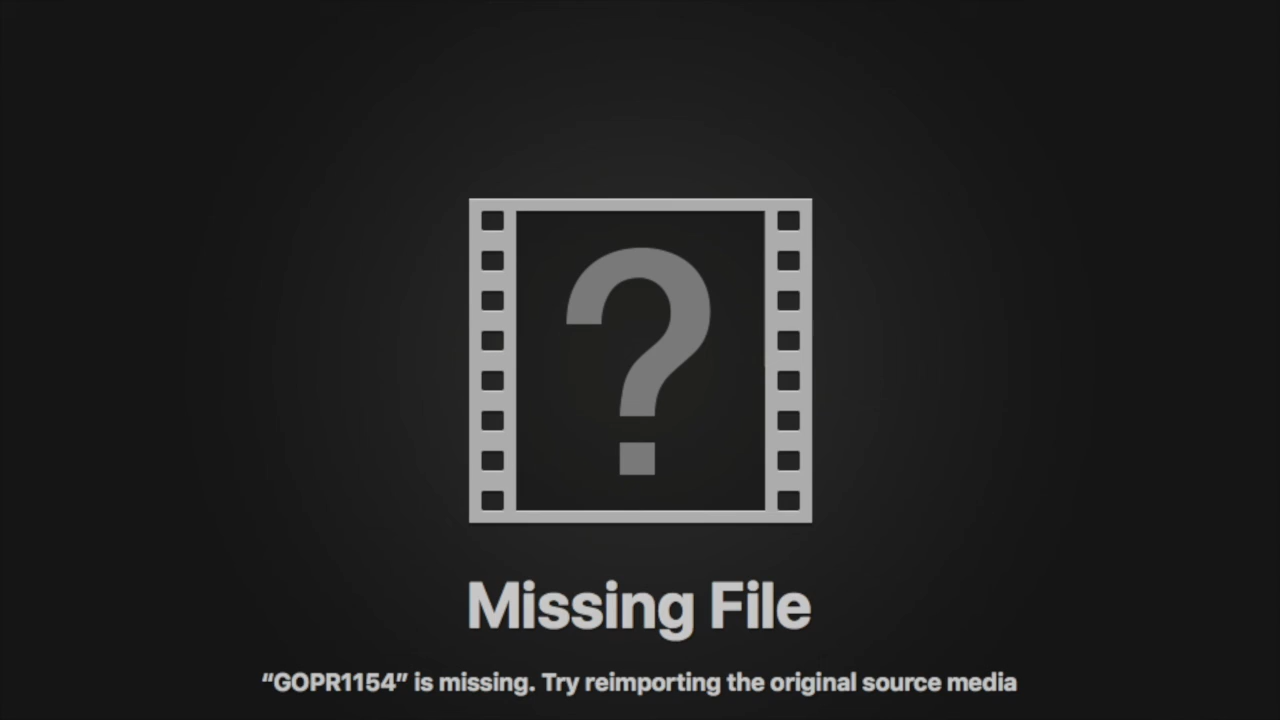 ?
Missing File
“GOPR1154” is missing. Try reimporting the original source media